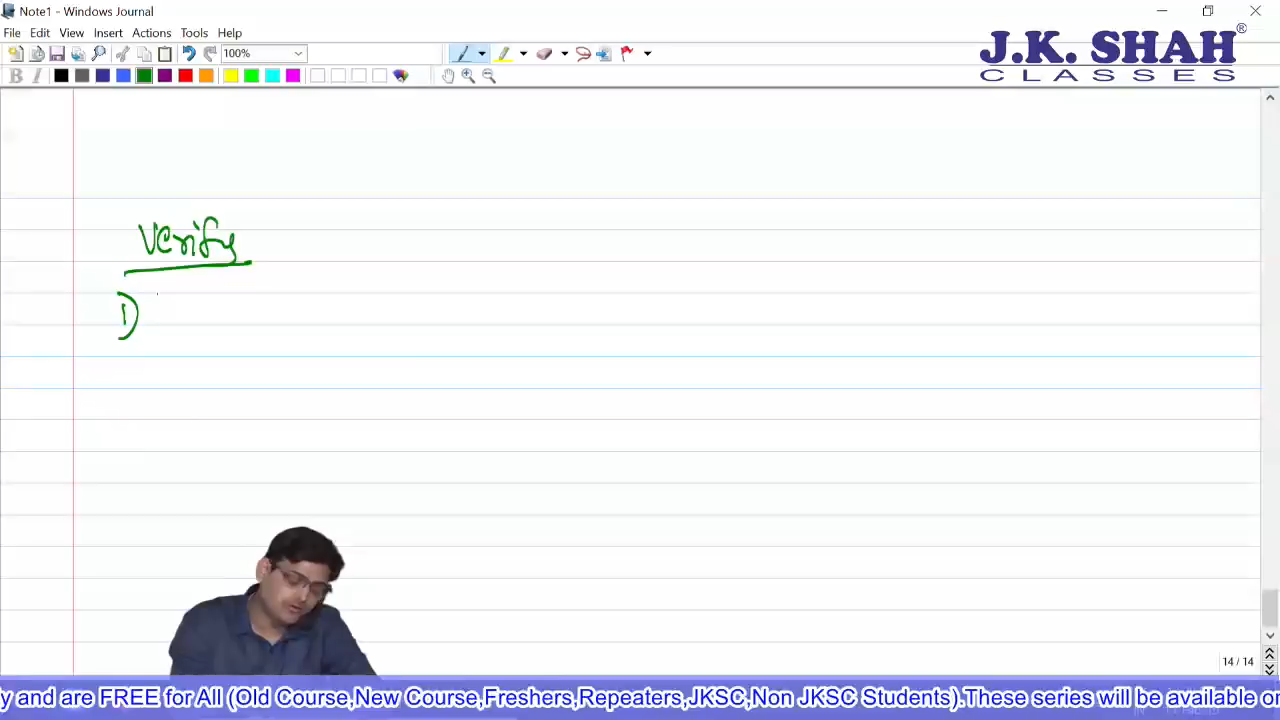 Note1 - Windows Journal
File Edit View Insert Actions Tools Help
100%
B I
J.K. SHAH®
CLASSES
Verify
1)
14 / 14
y and are FREE for All (Old Course,New Course,Freshers,Repeaters,JKSC,Non JKSC Students).These series will be available on